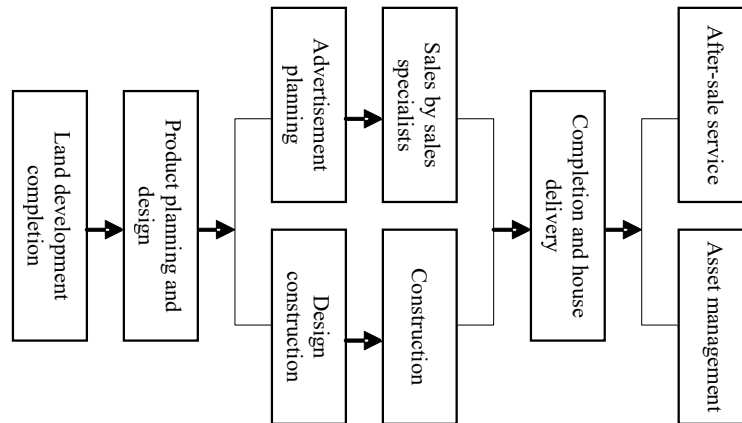 Land development
completion
Product planning and
design
Advertisement
planning
Sales by sales
specialists
Design
construction
Construction
Completion and house
delivery
After-sale service
Asset management